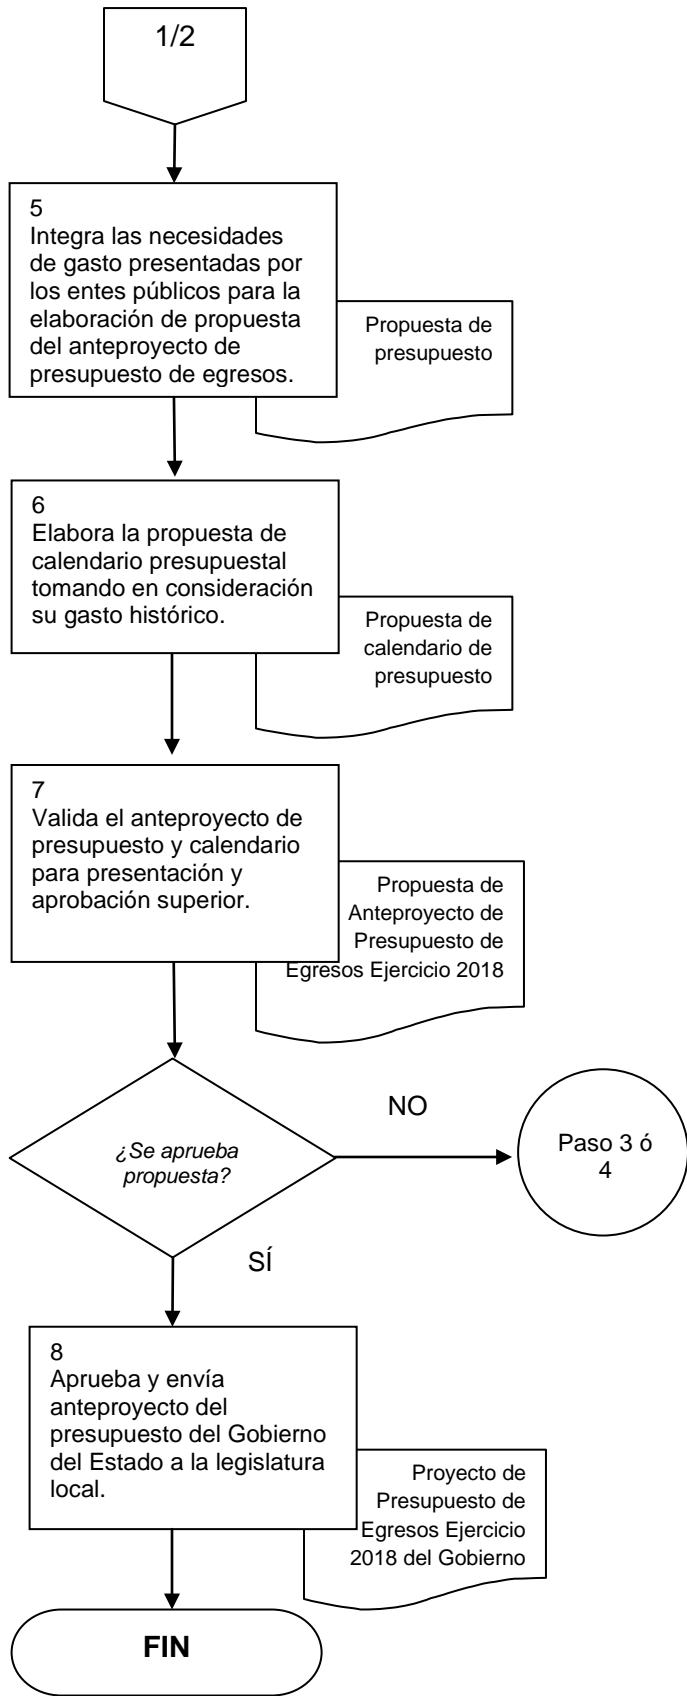 1/2
5
Integra las necesidades
de gasto presentadas por
los entes públicos para la
elaboración de propuesta
del anteproyecto de
presupuesto de egresos.
Propuesta de
presupuesto
6
Elabora la propuesta de
calendario presupuestal
tomando en consideración
su gasto histórico.
Propuesta de
calendario de
presupuesto
7
Valida el anteproyecto de
presupuesto y calendario
para presentación y
aprobación superior.
Propuesta de
Anteproyecto de
Presupuesto de
Egresos Ejercicio 2018
¿Se aprueba
propuesta?
NO
Paso 3 ó
4
SÍ
8
Aprueba y envía
anteproyecto del
presupuesto del Gobierno
del Estado a la legislatura
local.
Proyecto de
Presupuesto de
Egresos Ejercicio
2018 del Gobierno
FIN